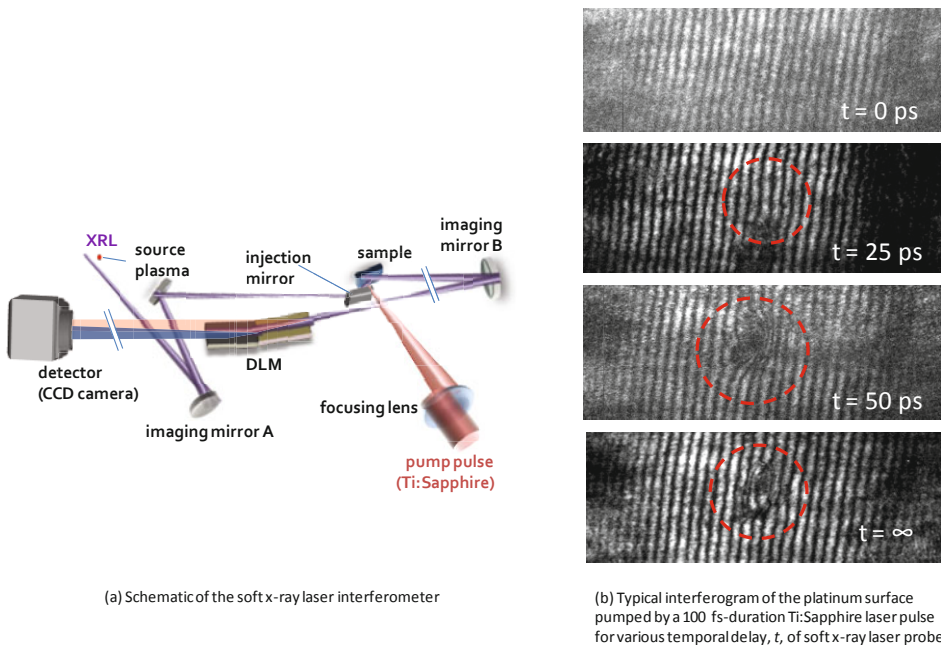 XRL
source
plasma
injection
mirror
sample
imaging
mirror B
detector
(CCD camera)
DLM
imaging mirror A
focusing lens
pump pulse
(Ti:Sapphire)
(a) Schematic of the soft x-ray laser interferometer
t = 0 ps
t = 25 ps
t = 50 ps
t = ∞
(b) Typical interferogram of the platinum surface
pumped by a 100 fs-duration Ti:Sapphire laser pulse
for various temporal delay, t, of soft x-ray laser probe